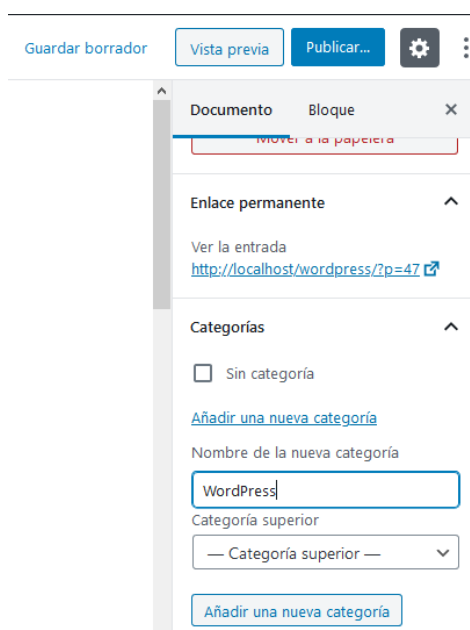 Guardar borrador
Vista previa
Publicar...
Documento
Bloque
Mover a la papelera
Enlace permanente
Ver la entrada
http://localhost/wordpress/?p=47
Categorías
Sin categoría
Añadir una nueva categoría
Nombre de la nueva categoría
WordPress
Categoría superior
— Categoría superior —
Añadir una nueva categoría